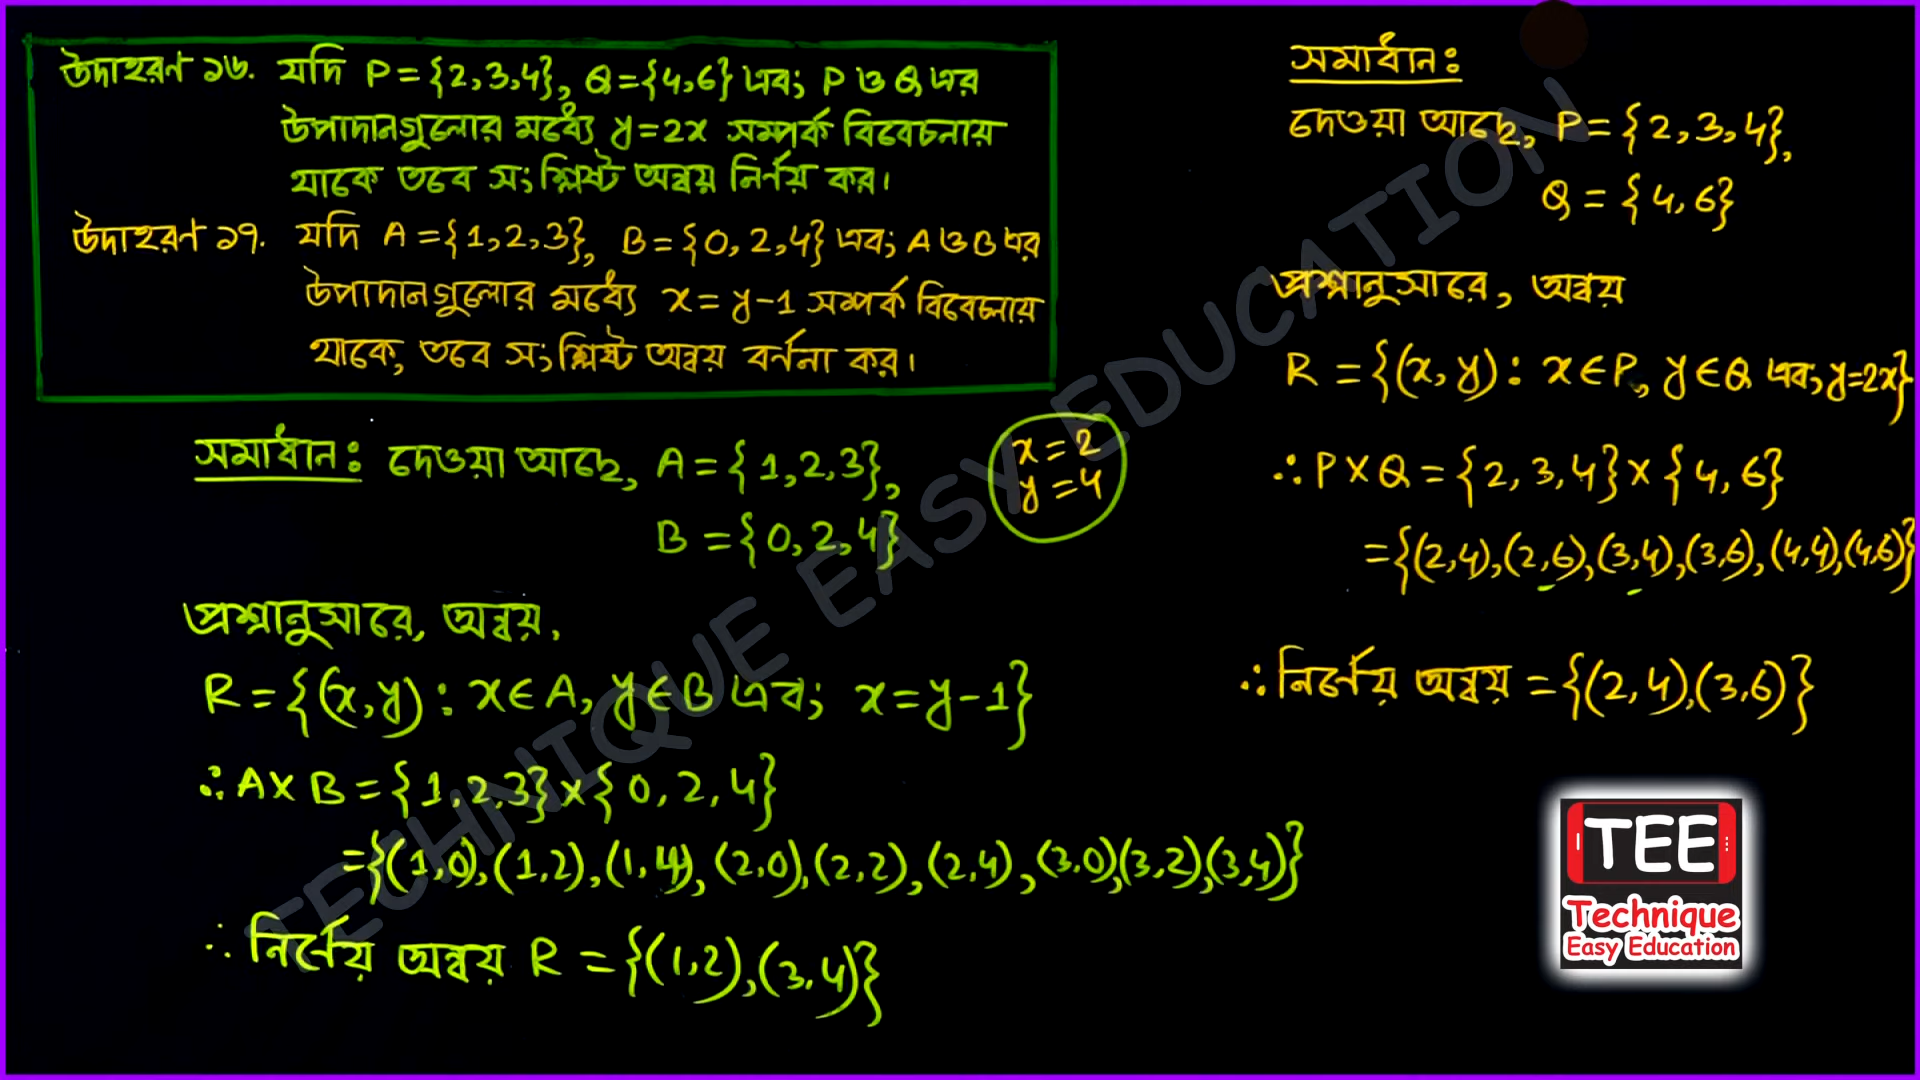 উদাহরণ ১৬. যদি P = {2,3,4}, Q = {4,6} এবং P ও Q এর
উপাদানগুলোর মধ্যে y=2x সম্পর্ক বিবেচনায়
থাকে তবে সংশ্লিষ্ট অন্বয় নির্ণয় কর।
উদাহরণ ১৭. যদি A = {1,2,3}, B = {0,2,4} এবং A ও B এর
উপাদানগুলোর মধ্যে x = y-1 সম্পর্ক বিবেচনায়
থাকে, তবে সংশ্লিষ্ট অন্বয় বর্ননা কর।
সমাধান: দেওয়া আছে, A = {1,2,3},
B = {0,2,4}
x = 2
y = 4
প্রশ্নানুসারে, অন্বয়,
R = {(x,y) : x∈A, y∈B এবং x = y-1}
∴ A×B = {1,2,3}×{0,2,4}
={(1,0),(1,2),(1,4),(2,0),(2,2),(2,4),(3,0)(3,2),(3,4)}
∴ নির্ণেয় অন্বয় R = {(1,2),(3,4)}
সমাধান:
দেওয়া আছে, P = {2,3,4},
Q = {4,6}
প্রশ্নানুসারে, অন্বয়
R = {(x,y) : x∈P, y∈Q এবং y=2x}
∴ P×Q = {2,3,4}×{4,6}
={(2,4),(2,6),(3,4),(3,6),(4,4),(4,6)}
∴ নির্ণেয় অন্বয় = {(2,4),(3,6)}
TECHNIQUE EASY EDUCATION
TEE
Technique
Easy Education